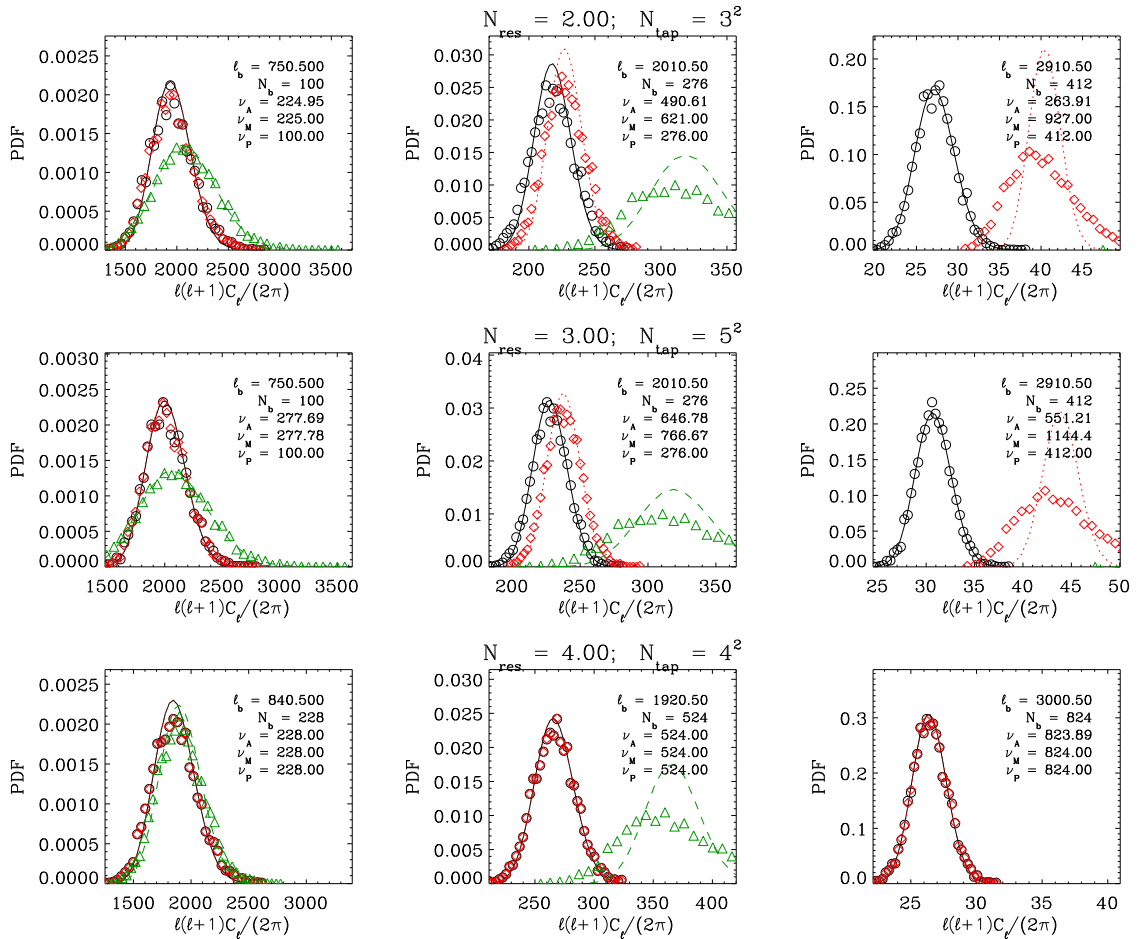 N_res = 2.00; N_tap = 3²
ℓ_b = 750.500
N_b = 100
ν_A = 224.95
ν_M = 225.00
ν_P = 100.00
PDF
0.0025
0.0020
0.0015
0.0010
0.0005
0.0000
1500 2000 2500 3000 3500
ℓ(ℓ+1)C_ℓ/(2π)
ℓ_b = 2010.50
N_b = 276
ν_A = 490.61
ν_M = 621.00
ν_P = 276.00
PDF
0.030
0.025
0.020
0.015
0.010
0.005
0.000
200 250 300 350
ℓ(ℓ+1)C_ℓ/(2π)
ℓ_b = 2910.50
N_b = 412
ν_A = 263.91
ν_M = 927.00
ν_P = 412.00
PDF
0.20
0.15
0.10
0.05
0.00
20 25 30 35 40 45
ℓ(ℓ+1)C_ℓ/(2π)
N_res = 3.00; N_tap = 5²
ℓ_b = 750.500
N_b = 100
ν_A = 277.69
ν_M = 277.78
ν_P = 100.00
PDF
0.0030
0.0025
0.0020
0.0015
0.0010
0.0005
0.0000
1500 2000 2500 3000 3500
ℓ(ℓ+1)C_ℓ/(2π)
ℓ_b = 2010.50
N_b = 276
ν_A = 646.78
ν_M = 766.67
ν_P = 276.00
PDF
0.04
0.03
0.02
0.01
0.00
200 250 300 350
ℓ(ℓ+1)C_ℓ/(2π)
ℓ_b = 2910.50
N_b = 412
ν_A = 551.21
ν_M = 1144.4
ν_P = 412.00
PDF
0.25
0.20
0.15
0.10
0.05
0.00
25 30 35 40 45 50
ℓ(ℓ+1)C_ℓ/(2π)
N_res = 4.00; N_tap = 4²
ℓ_b = 840.500
N_b = 228
ν_A = 228.00
ν_M = 228.00
ν_P = 228.00
PDF
0.0025
0.0020
0.0015
0.0010
0.0005
0.0000
1500 2000 2500 3000
ℓ(ℓ+1)C_ℓ/(2π)
ℓ_b = 1920.50
N_b = 524
ν_A = 524.00
ν_M = 524.00
ν_P = 524.00
PDF
0.030
0.025
0.020
0.015
0.010
0.005
0.000
250 300 350 400
ℓ(ℓ+1)C_ℓ/(2π)
ℓ_b = 3000.50
N_b = 824
ν_A = 823.89
ν_M = 824.00
ν_P = 824.00
PDF
0.3
0.2
0.1
0.0
25 30 35 40
ℓ(ℓ+1)C_ℓ/(2π)